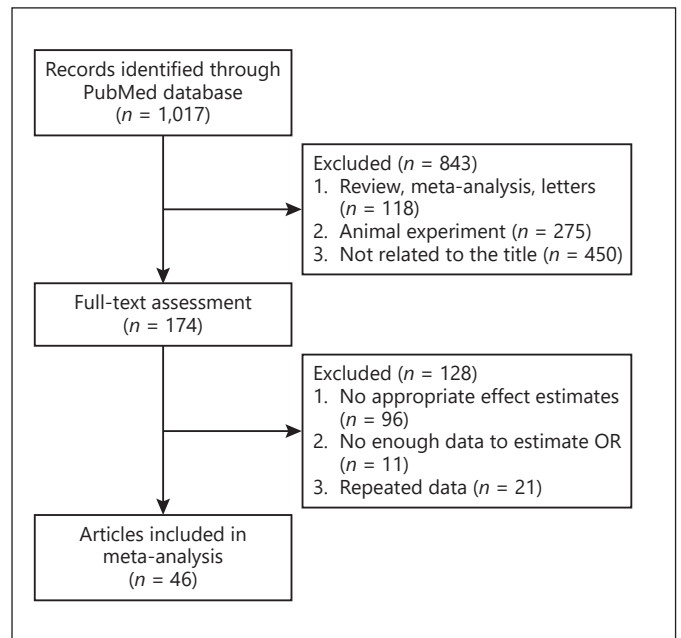 Records identified through
PubMed database
(n = 1,017)
Excluded (n = 843)
1. Review, meta-analysis, letters
(n = 118)
2. Animal experiment (n = 275)
3. Not related to the title (n = 450)
Full-text assessment
(n = 174)
Excluded (n = 128)
1. No appropriate effect estimates
(n = 96)
2. No enough data to estimate OR
(n = 11)
3. Repeated data (n = 21)
Articles included in
meta-analysis
(n = 46)